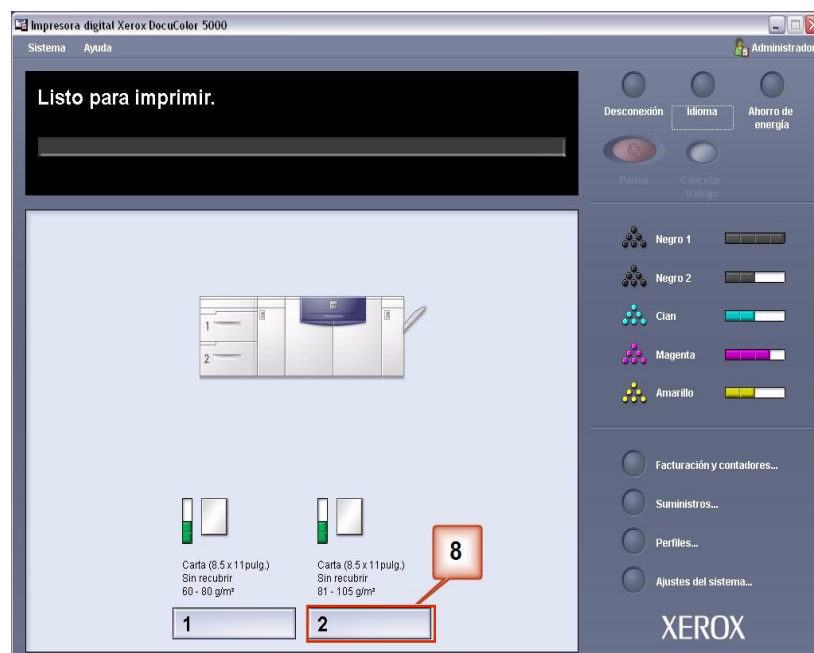 Impresora digital Xerox DocuColor 5000
Sistema Ayuda
Administrador
Listo para imprimir.
Desconexión
Idioma
Ahorro de
energía
Pausa
Cancelar
trabajo
Negro 1
Negro 2
Cian
Magenta
Amarillo
1
2
Carta (8.5 x 11pulg.)
Sin recubrir
60 - 80 g/m²
1
Carta (8.5 x 11pulg.)
Sin recubrir
81 - 105 g/m²
2
8
Facturación y contadores...
Suministros...
Perfiles...
Ajustes del sistema...
XEROX